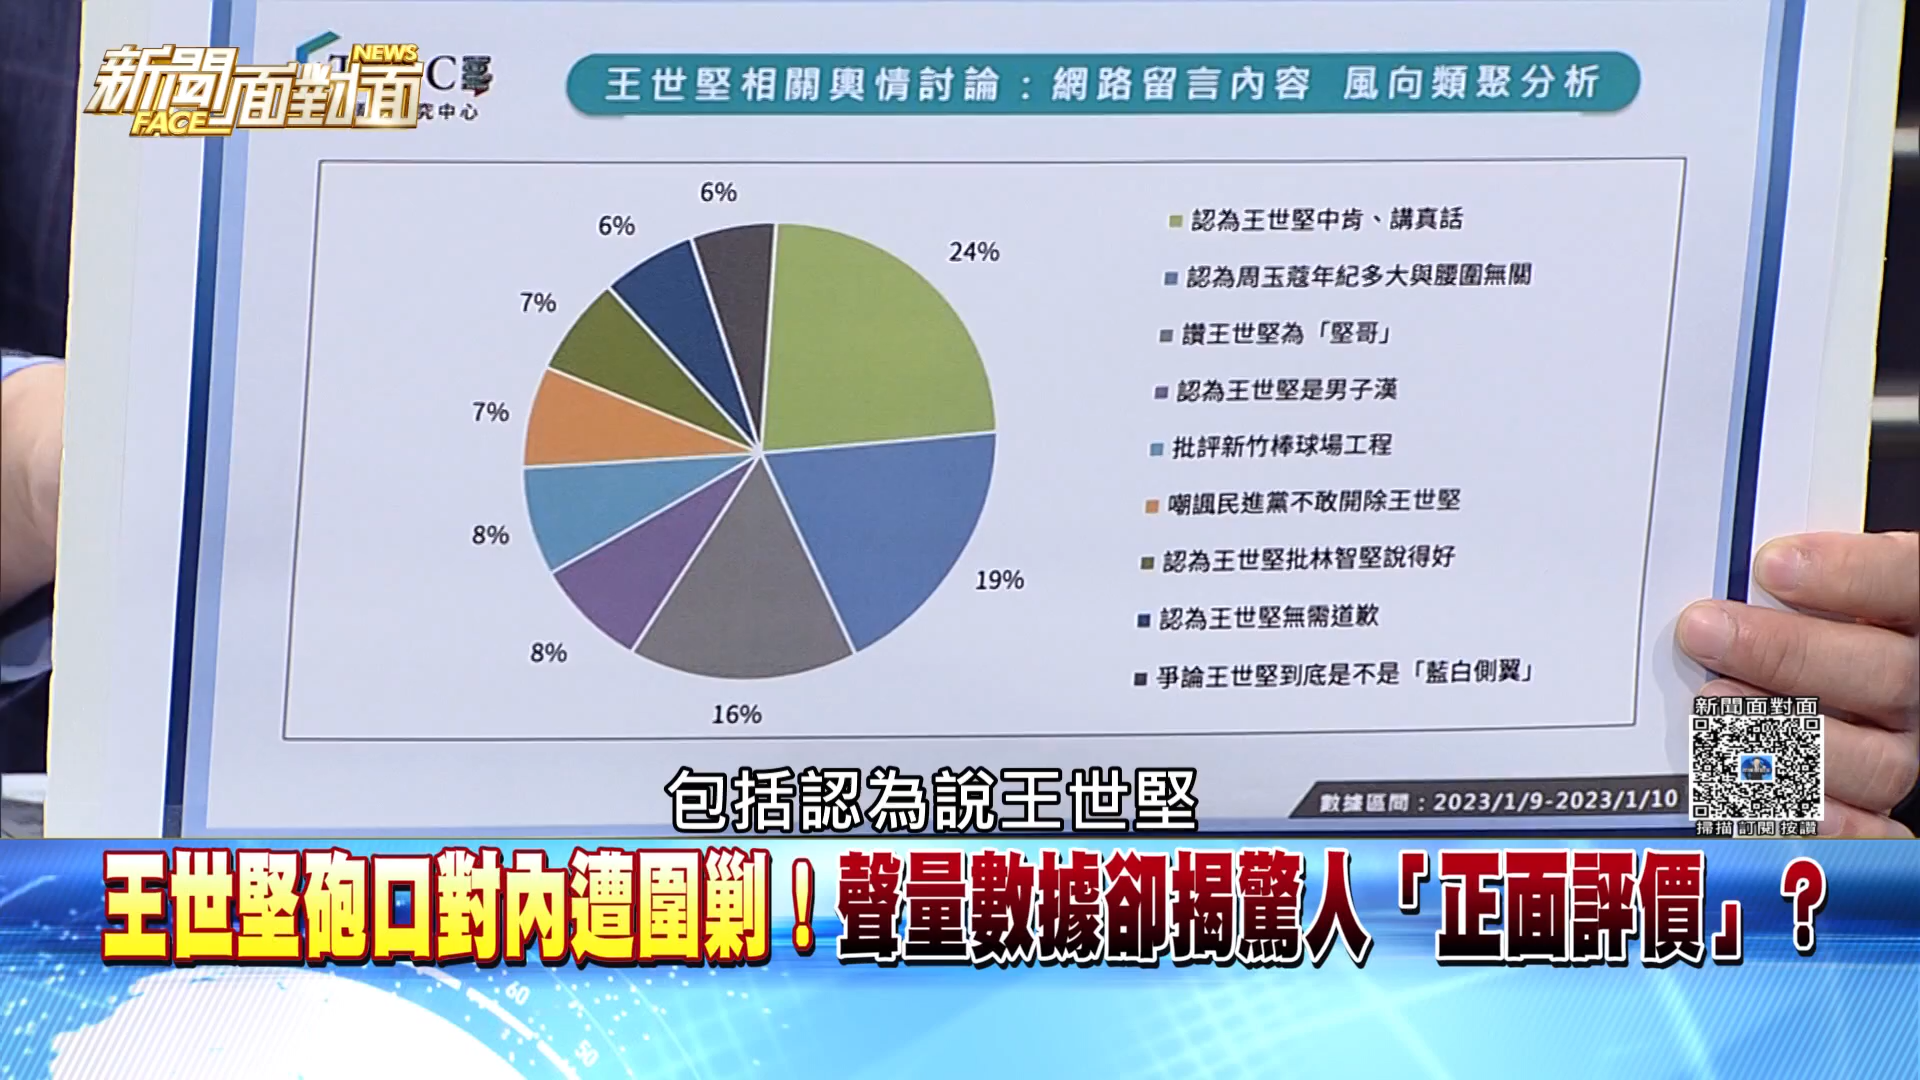 新聞面對面
NEWS
FACE
究中心
王世堅相關輿情討論：網路留言內容 風向類聚分析
6%
6%
24%
7%
7%
8%
8%
16%
19%
認為王世堅中肯、講真話
認為周玉蔻年紀多大與腰圍無關
讚王世堅為「堅哥」
認為王世堅是男子漢
批評新竹棒球場工程
嘲諷民進黨不敢開除王世堅
認為王世堅批林智堅說得好
認為王世堅無需道歉
爭論王世堅到底是不是「藍白側翼」
數據區間：2023/1/9-2023/1/10
新聞面對面
掃描 訂閱 按讚
包括認為說王世堅
王世堅砲口對內遭圍剿！聲量數據卻揭驚人「正面評價」？
60
50